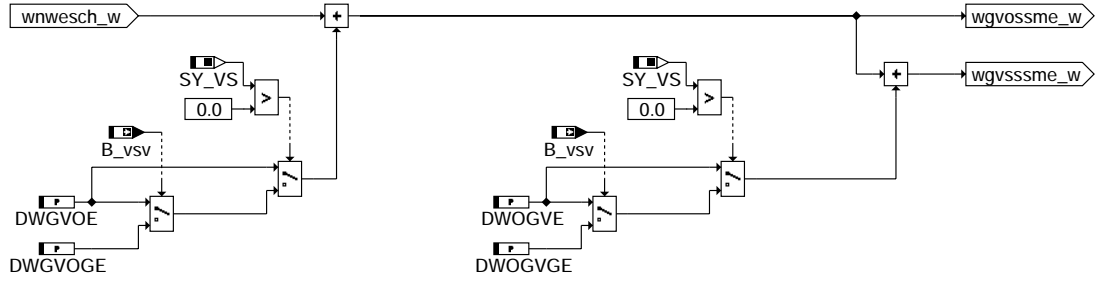 wnwesch_w
+
wgvossme_w
SY_VS
>
0.0
SY_VS
>
0.0
+
wgvsssme_w
B_vsv
B_vsv
P
DWGVOE
P
DWOGVE
P
DWGVOGE
P
DWOGVGE